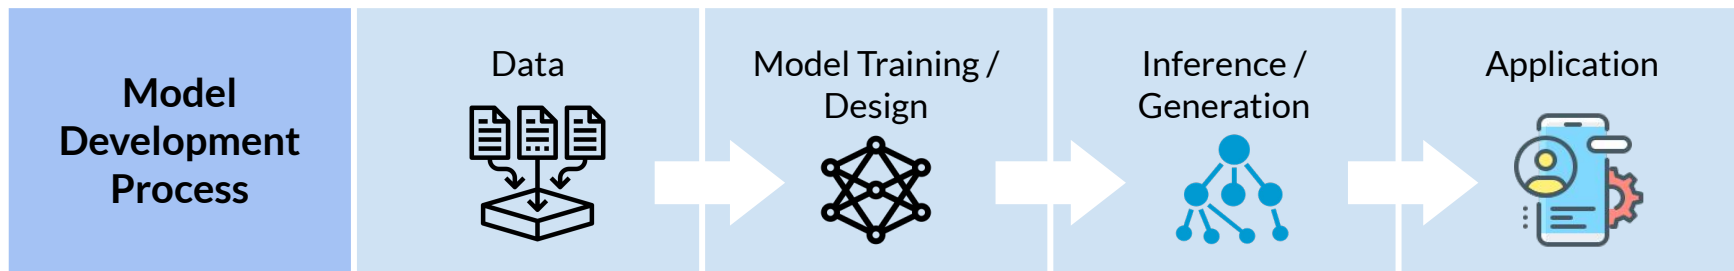 Model
Development
Process
Data
Model Training /
Design
Inference /
Generation
Application